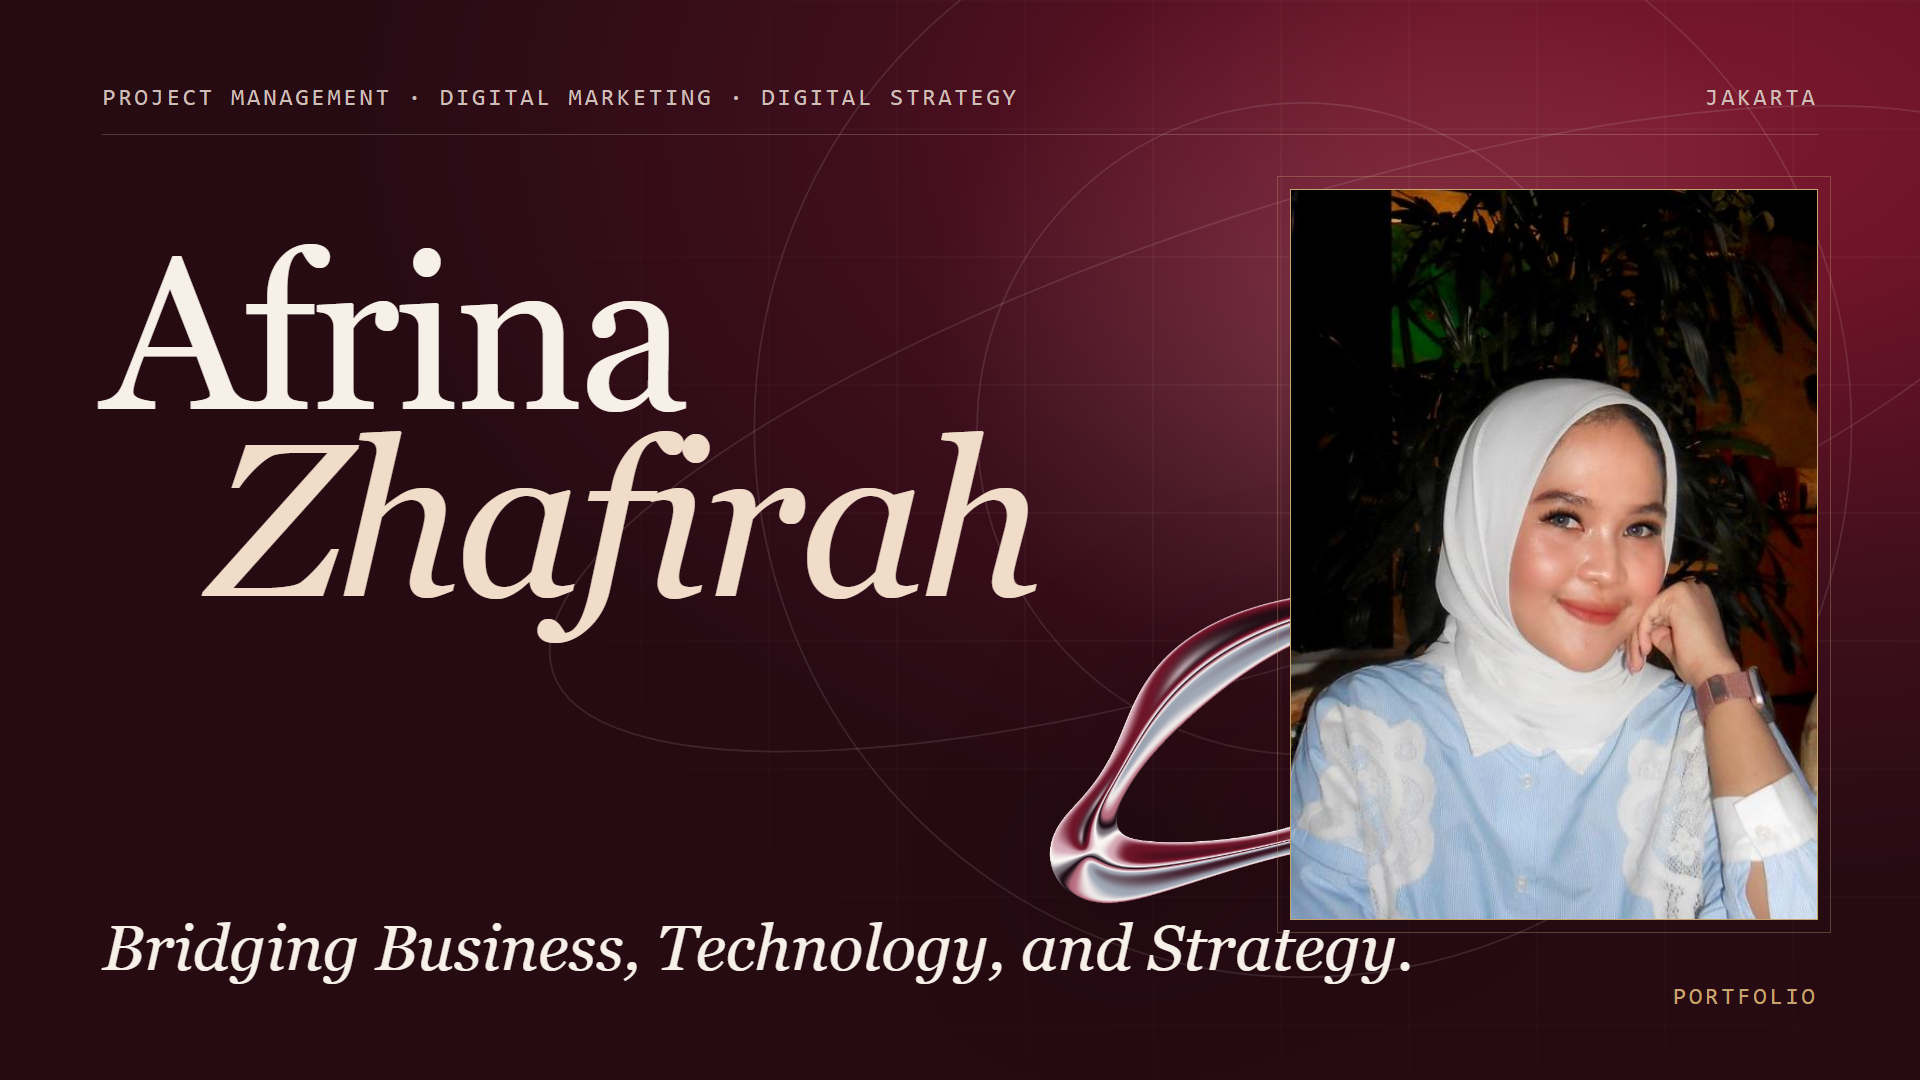 PROJECT MANAGEMENT · DIGITAL MARKETING · DIGITAL STRATEGY
JAKARTA
Afrina
Zhafirah
Bridging Business, Technology, and Strategy.
PORTFOLIO